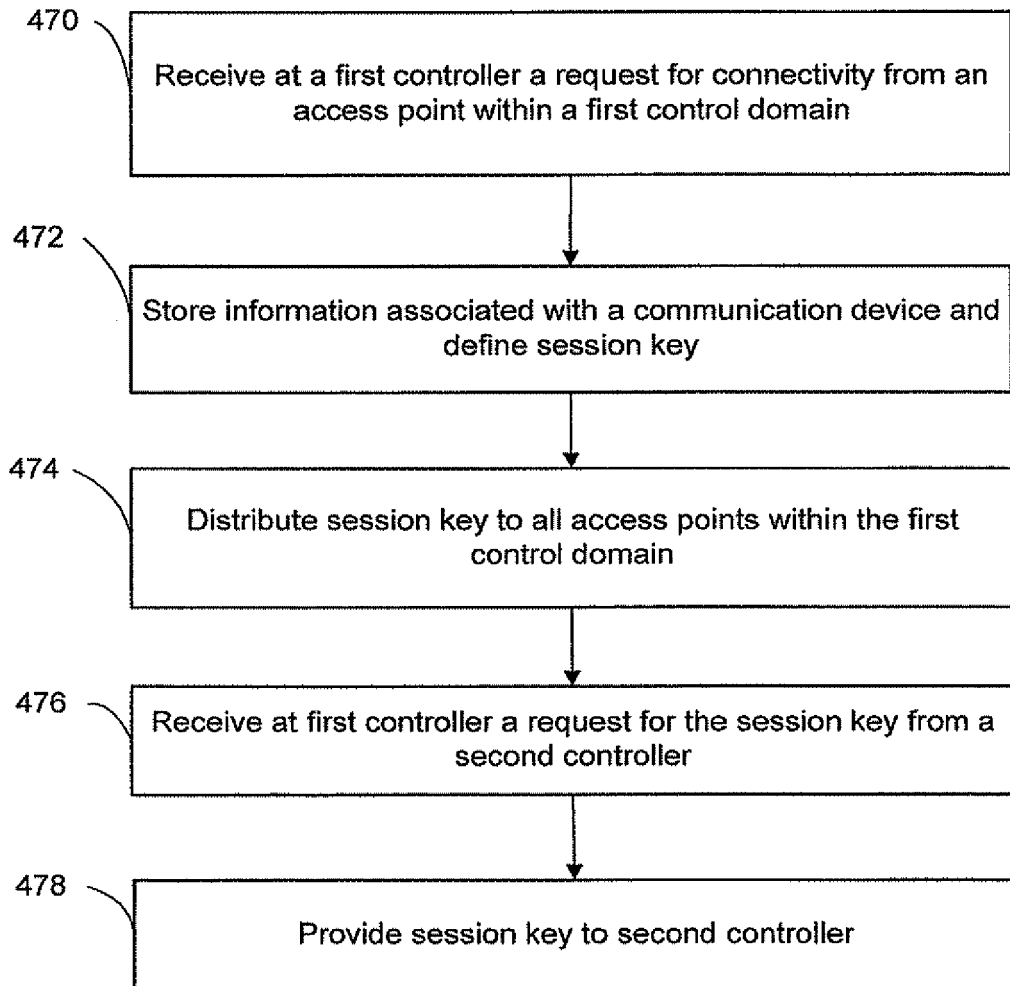 470
Receive at a first controller a request for connectivity from an
access point within a first control domain
472
Store information associated with a communication device and
define session key
474
Distribute session key to all access points within the first
control domain
476
Receive at first controller a request for the session key from a
second controller
478
Provide session key to second controller